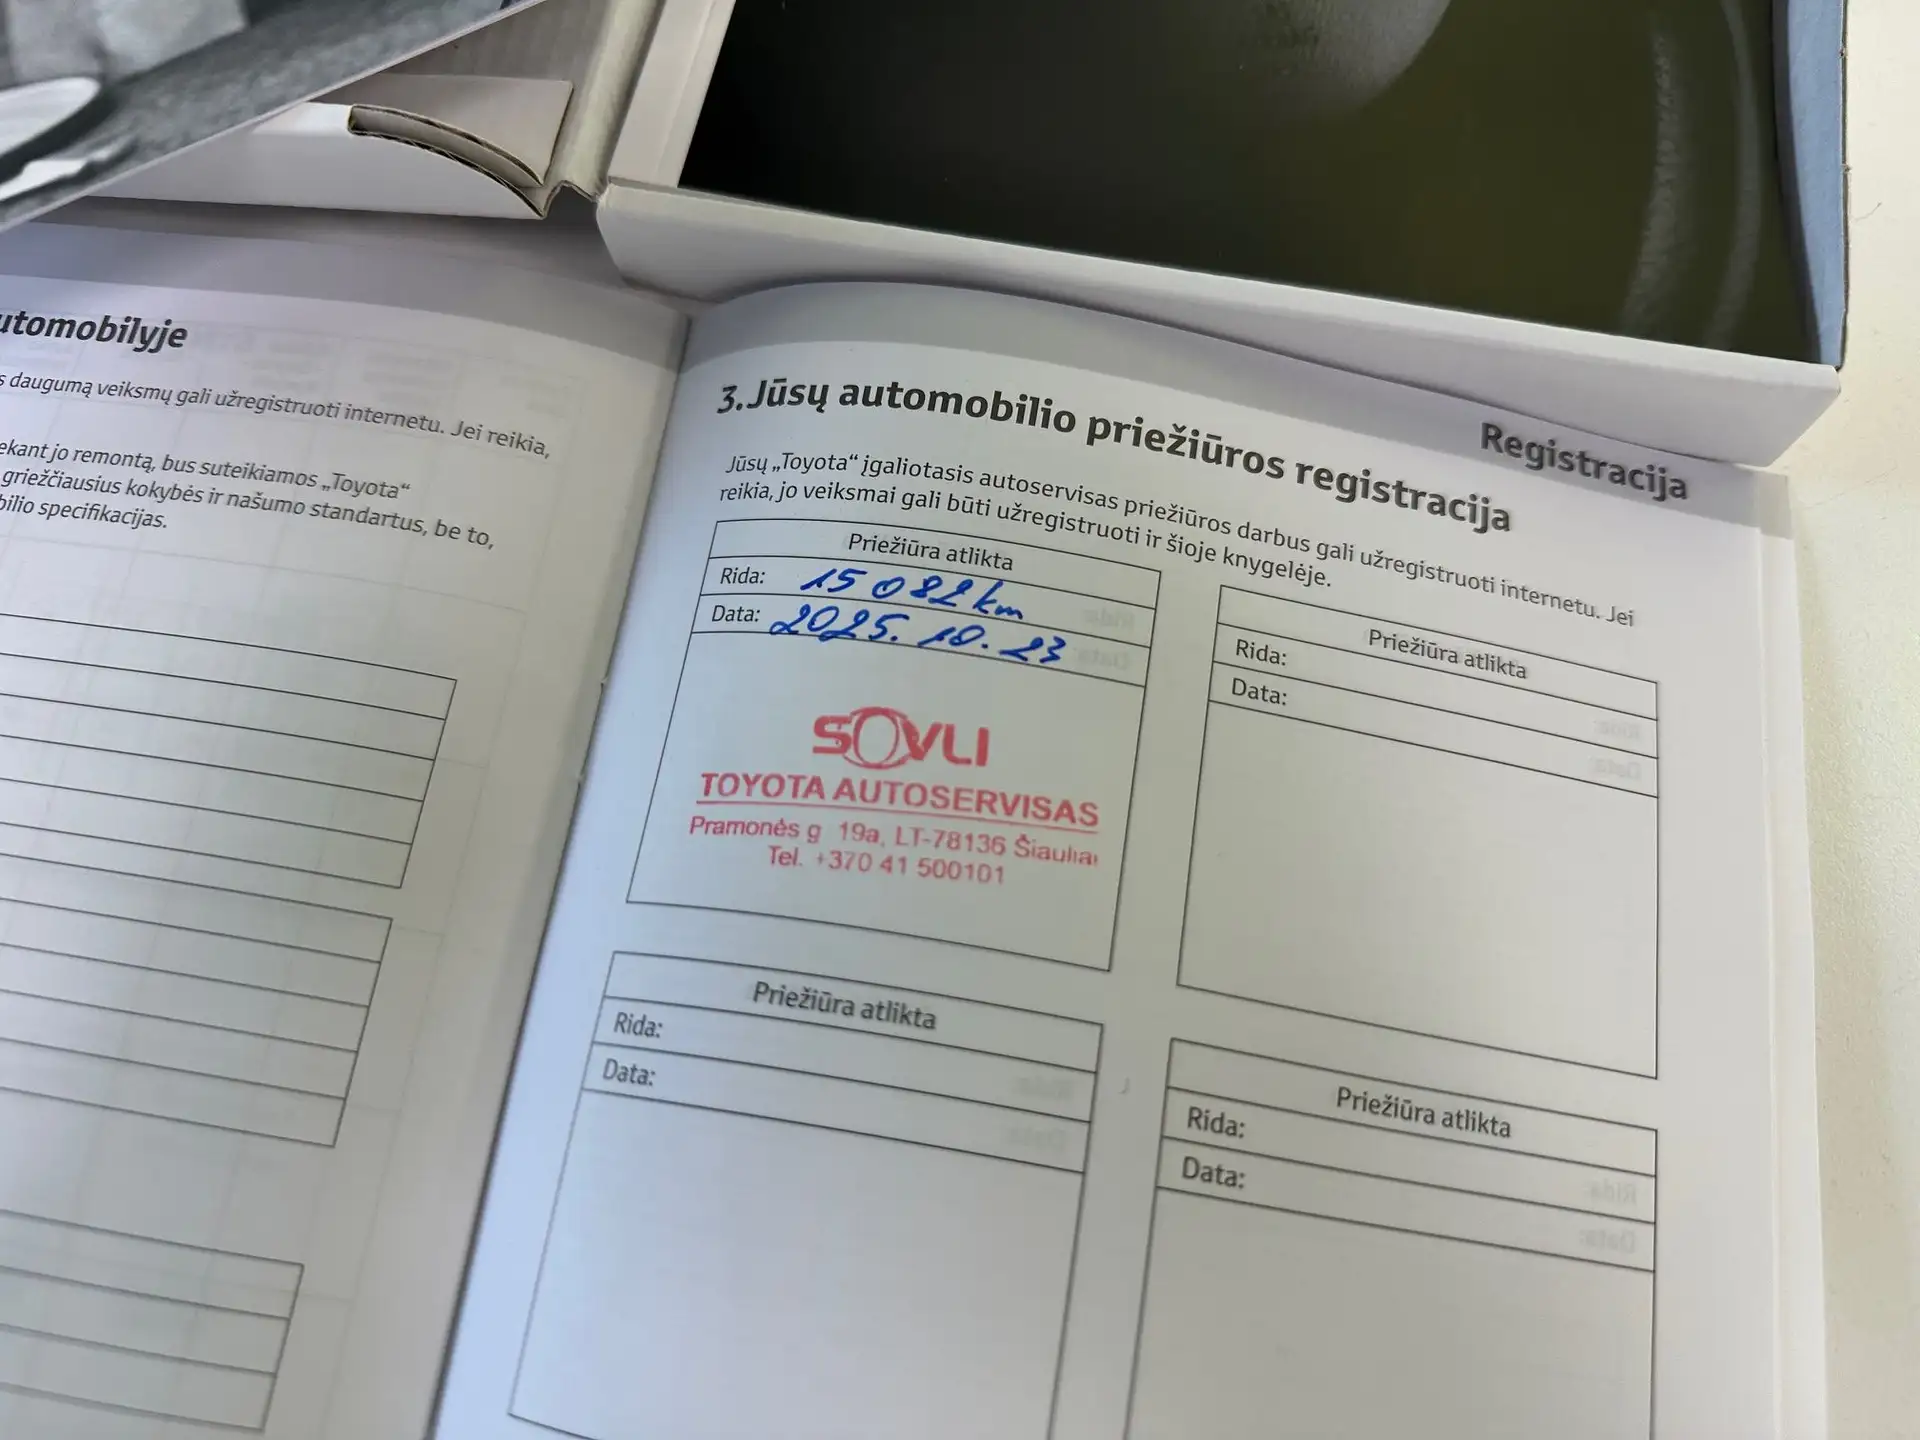 utomobilyje
s daugumą veiksmų gali užregistruoti internetu. Jei reikia,
ekant jo remontą, bus suteikiamos „Toyota“
griežčiausius kokybės ir našumo standartus, be to,
bilio specifikacijas.
Registracija
3. Jūsų automobilio priežiūros registracija
Jūsų „Toyota“ įgaliotasis autoservisas priežiūros darbus gali užregistruoti internetu. Jei
reikia, jo veiksmai gali būti užregistruoti ir šioje knygelėje.
Priežiūra atlikta
Rida: 15 082 km
Data: 2025. 10. 23
SOVLI
TOYOTA AUTOSERVISAS
Pramonės g 19a, LT-78136 Šiauliai
Tel. +370 41 500101
Priežiūra atlikta
Rida:
Data:
Priežiūra atlikta
Rida:
Data:
Priežiūra atlikta
Rida:
Data: